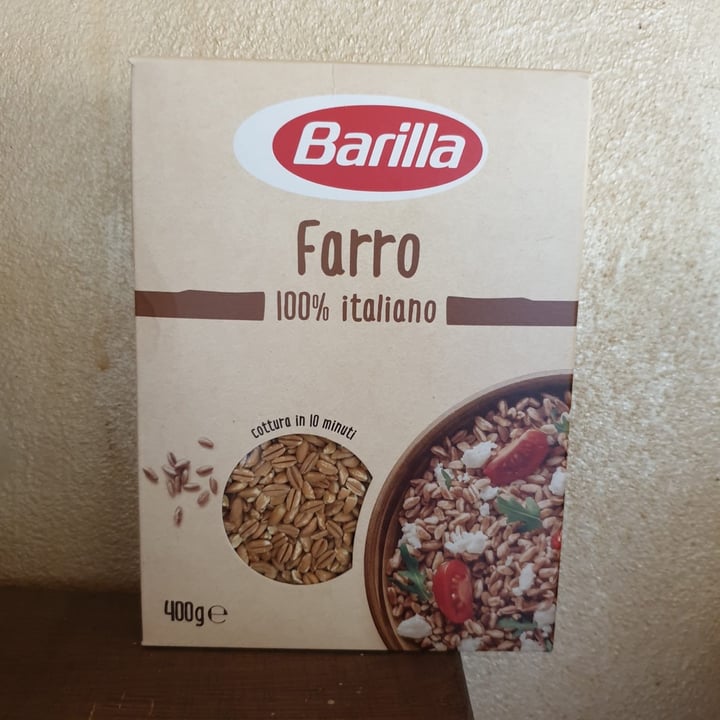 Barilla
Farro
100% italiano
cottura in 10 minuti
400g e